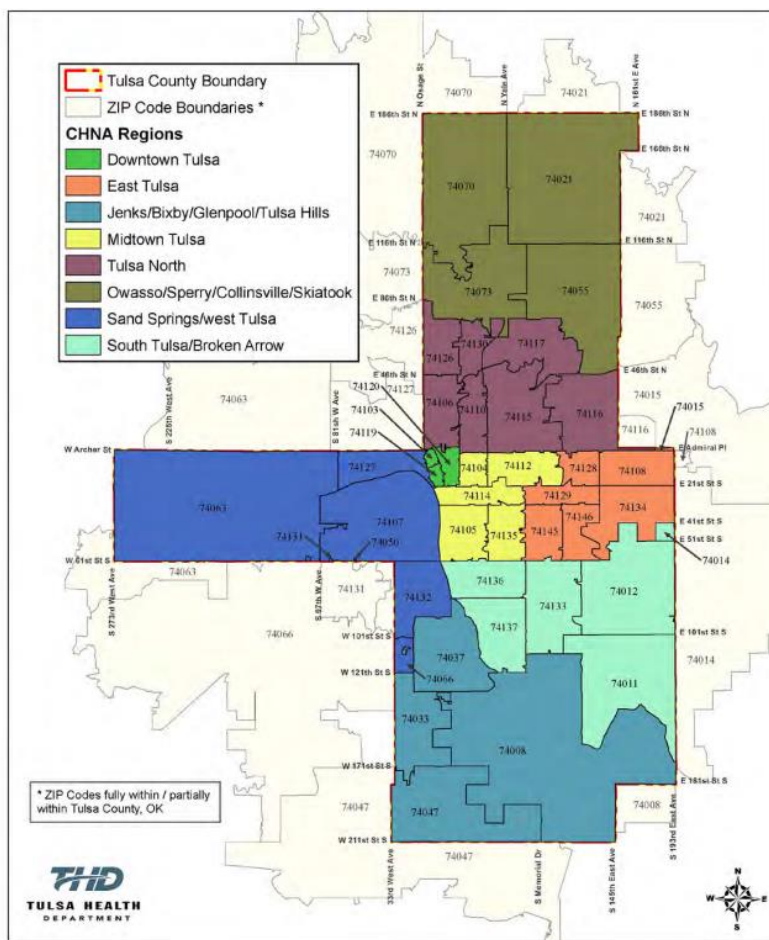 Tulsa County Boundary
ZIP Code Boundaries *
CHNA Regions
Downtown Tulsa
East Tulsa
Jenks/Bixby/Glenpool/Tulsa Hills
Midtown Tulsa
Tulsa North
Owasso/Sperry/Collinsville/Skiatook
Sand Springs/west Tulsa
South Tulsa/Broken Arrow
N Osage St
74070
N Yale Ave
74021
N 161st E Ave
E 186th St N
E 186th St N
E 160th St N
74070
74070
74021
74021
E 116th St N
E 116th St N
74073
E 86th St N
74073
74055
74055
74126
74126
74130
74117
E 46th St N
E 46th St N
74120
74127
74015
74063
74103
74106
74110
74115
74116
74116
74015
74108
74119
S 226th West Ave
S 81st W Ave
W Archer St
E Admiral Pl
74127
74104
74112
74128
74108
E 21st St S
74063
74114
74129
74134
74107
E 41st St S
74105
74135
74145
74146
E 51st St S
74131
74050
74014
W 61st St S
74063
74131
74132
74136
74133
74012
S 273rd West Ave
S 97th W Ave
74066
74137
W 101st St S
E 101st St S
74037
74014
W 121th St S
74066
74011
74033
74008
W 171st St S
E 161st St S
* ZIP Codes fully within / partially
within Tulsa County, OK
74047
74047
74008
W 211st St S
74047
33rd West Ave
S Memorial Dr
S 145th East Ave
S 193rd East Ave
THD
TULSA HEALTH
DEPARTMENT
N
W E
S